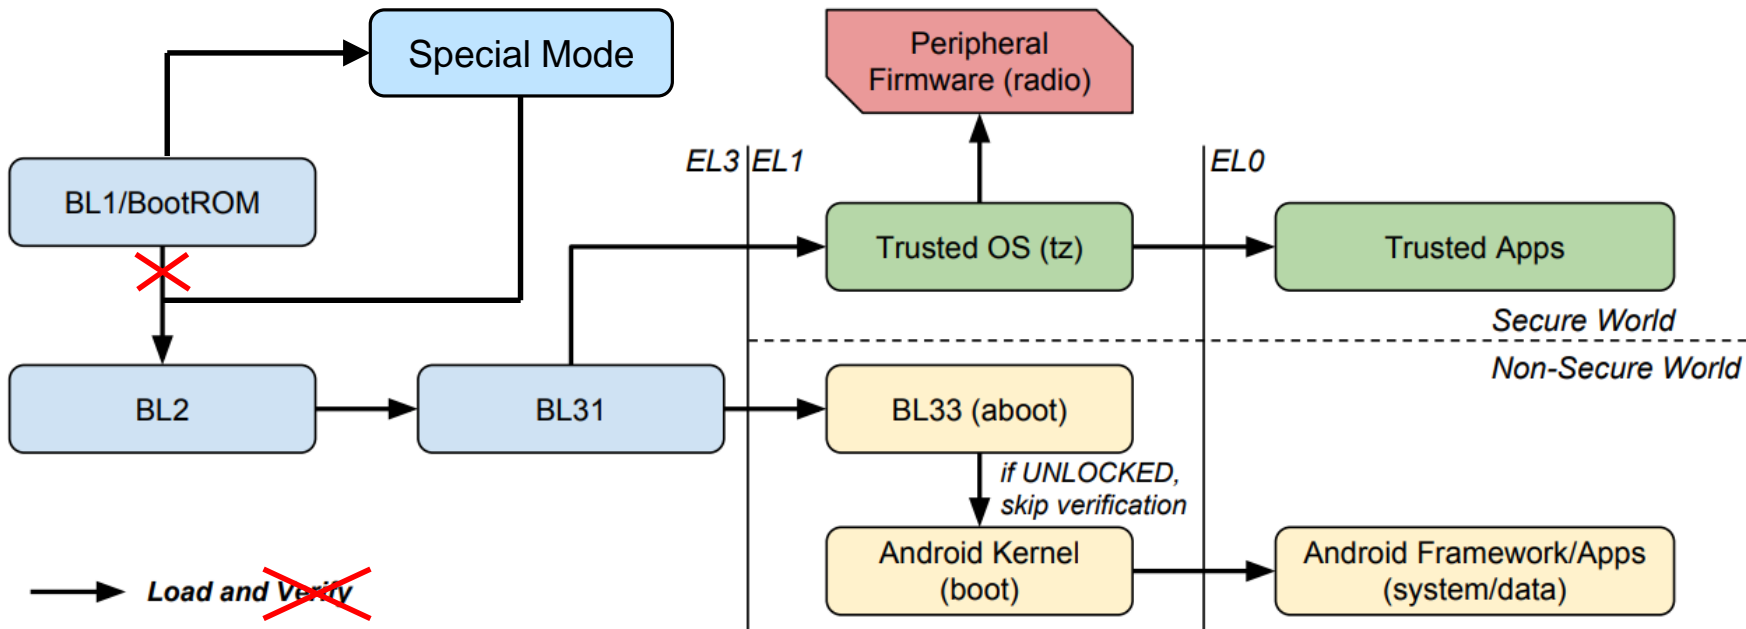 Special Mode
Peripheral
Firmware (radio)
BL1/BootROM
EL3
EL1
EL0
Trusted OS (tz)
Trusted Apps
Secure World
Non-Secure World
BL2
BL31
BL33 (aboot)
if UNLOCKED,
skip verification
Android Kernel
(boot)
Android Framework/Apps
(system/data)
Load and Verify